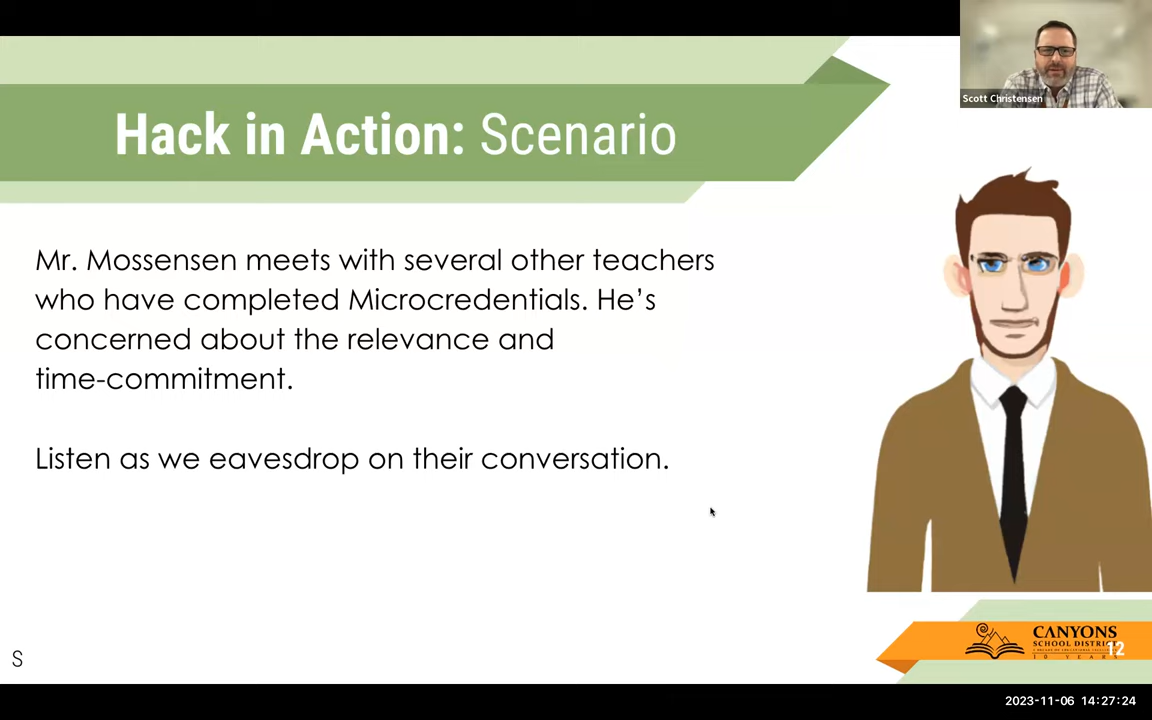 Scott Christensen
Hack in Action: Scenario
Mr. Mossensen meets with several other teachers
who have completed Microcredentials. He’s
concerned about the relevance and
time-commitment.
Listen as we eavesdrop on their conversation.
CANYONS
SCHOOL DISTRICT
10 YEARS
12
S
2023-11-06 14:27:24